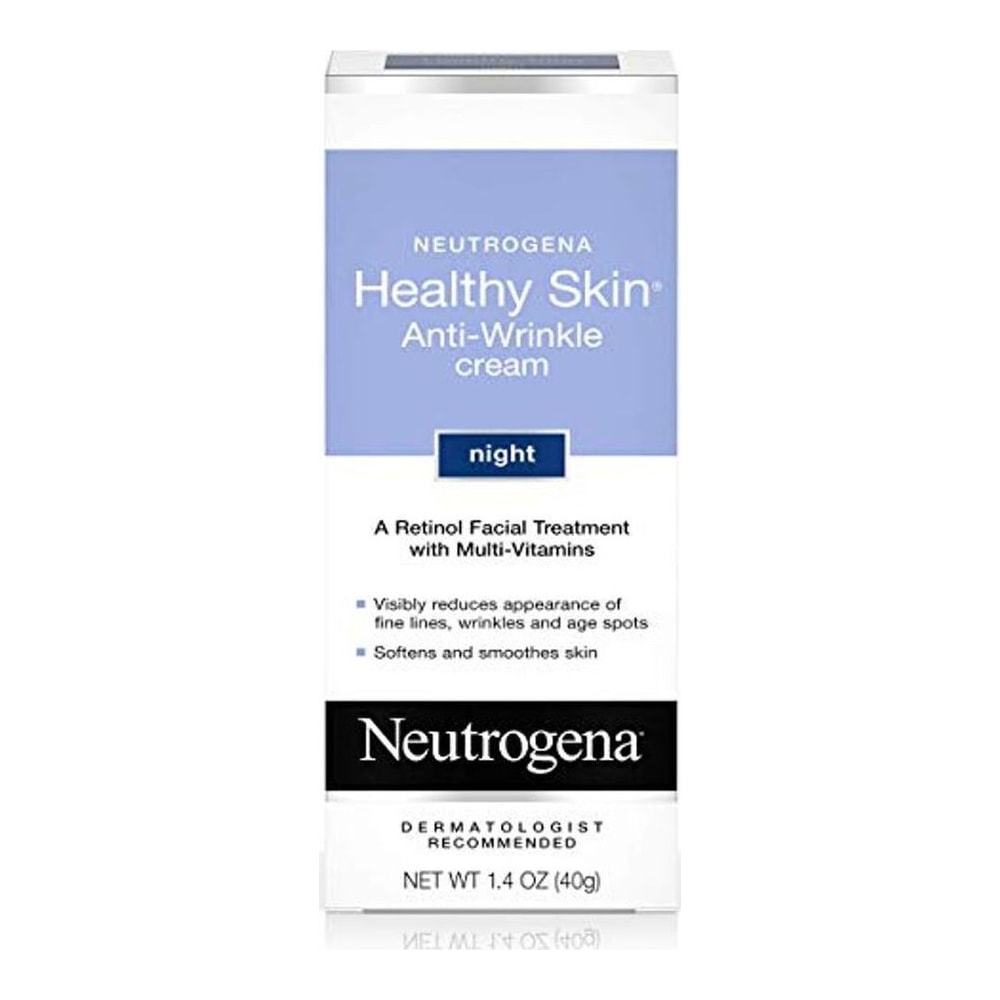 NEUTROGENA
Healthy Skin®
Anti-Wrinkle
cream
night
A Retinol Facial Treatment
with Multi-Vitamins
▪ Visibly reduces appearance of
fine lines, wrinkles and age spots
▪ Softens and smoothes skin
Neutrogena
DERMATOLOGIST
RECOMMENDED
NET WT 1.4 OZ (40g)